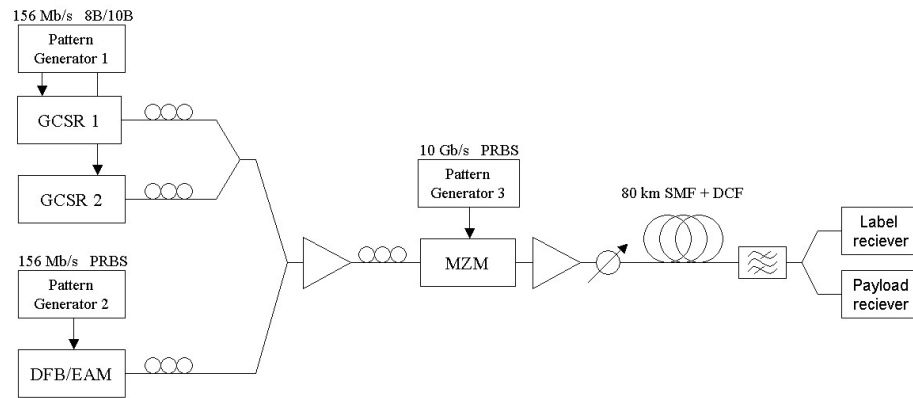 156 Mb/s 8B/10B
Pattern
Generator 1
GCSR 1
GCSR 2
156 Mb/s PRBS
Pattern
Generator 2
DFB/EAM
10 Gb/s PRBS
Pattern
Generator 3
MZM
80 km SMF + DCF
Label
reciever
Payload
reciever